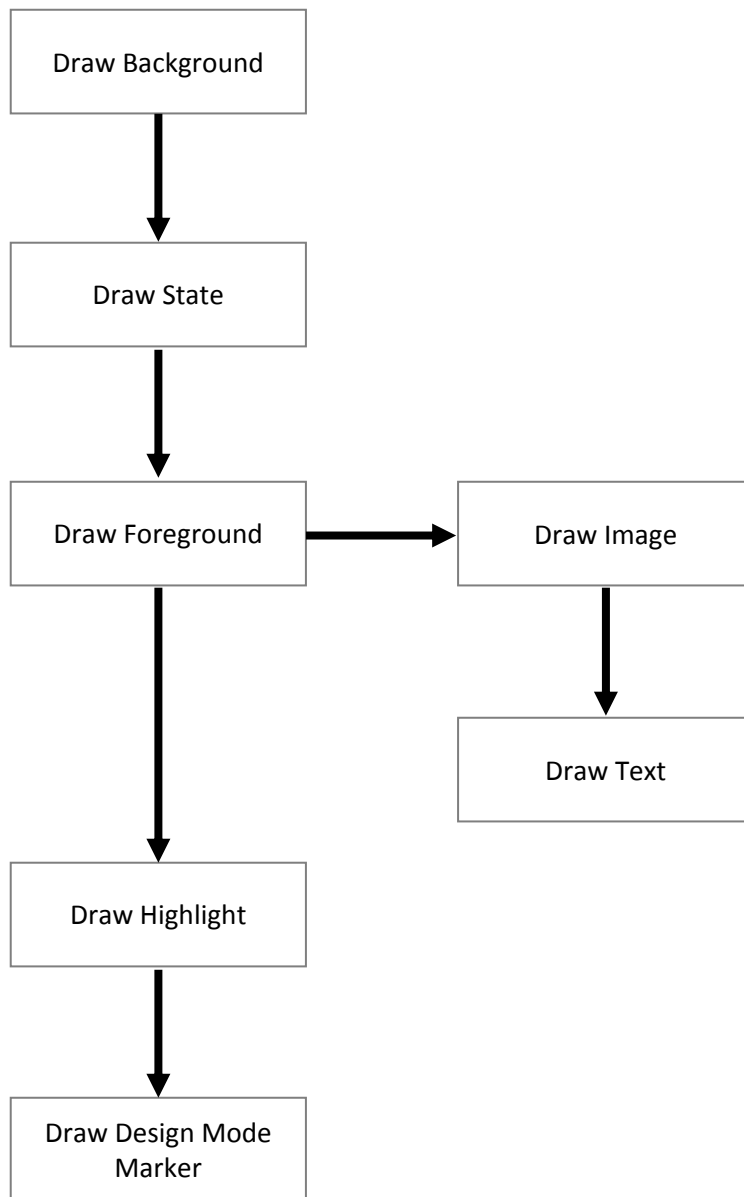 Draw Background
Draw State
Draw Foreground
Draw Image
Draw Text
Draw Highlight
Draw Design Mode
Marker